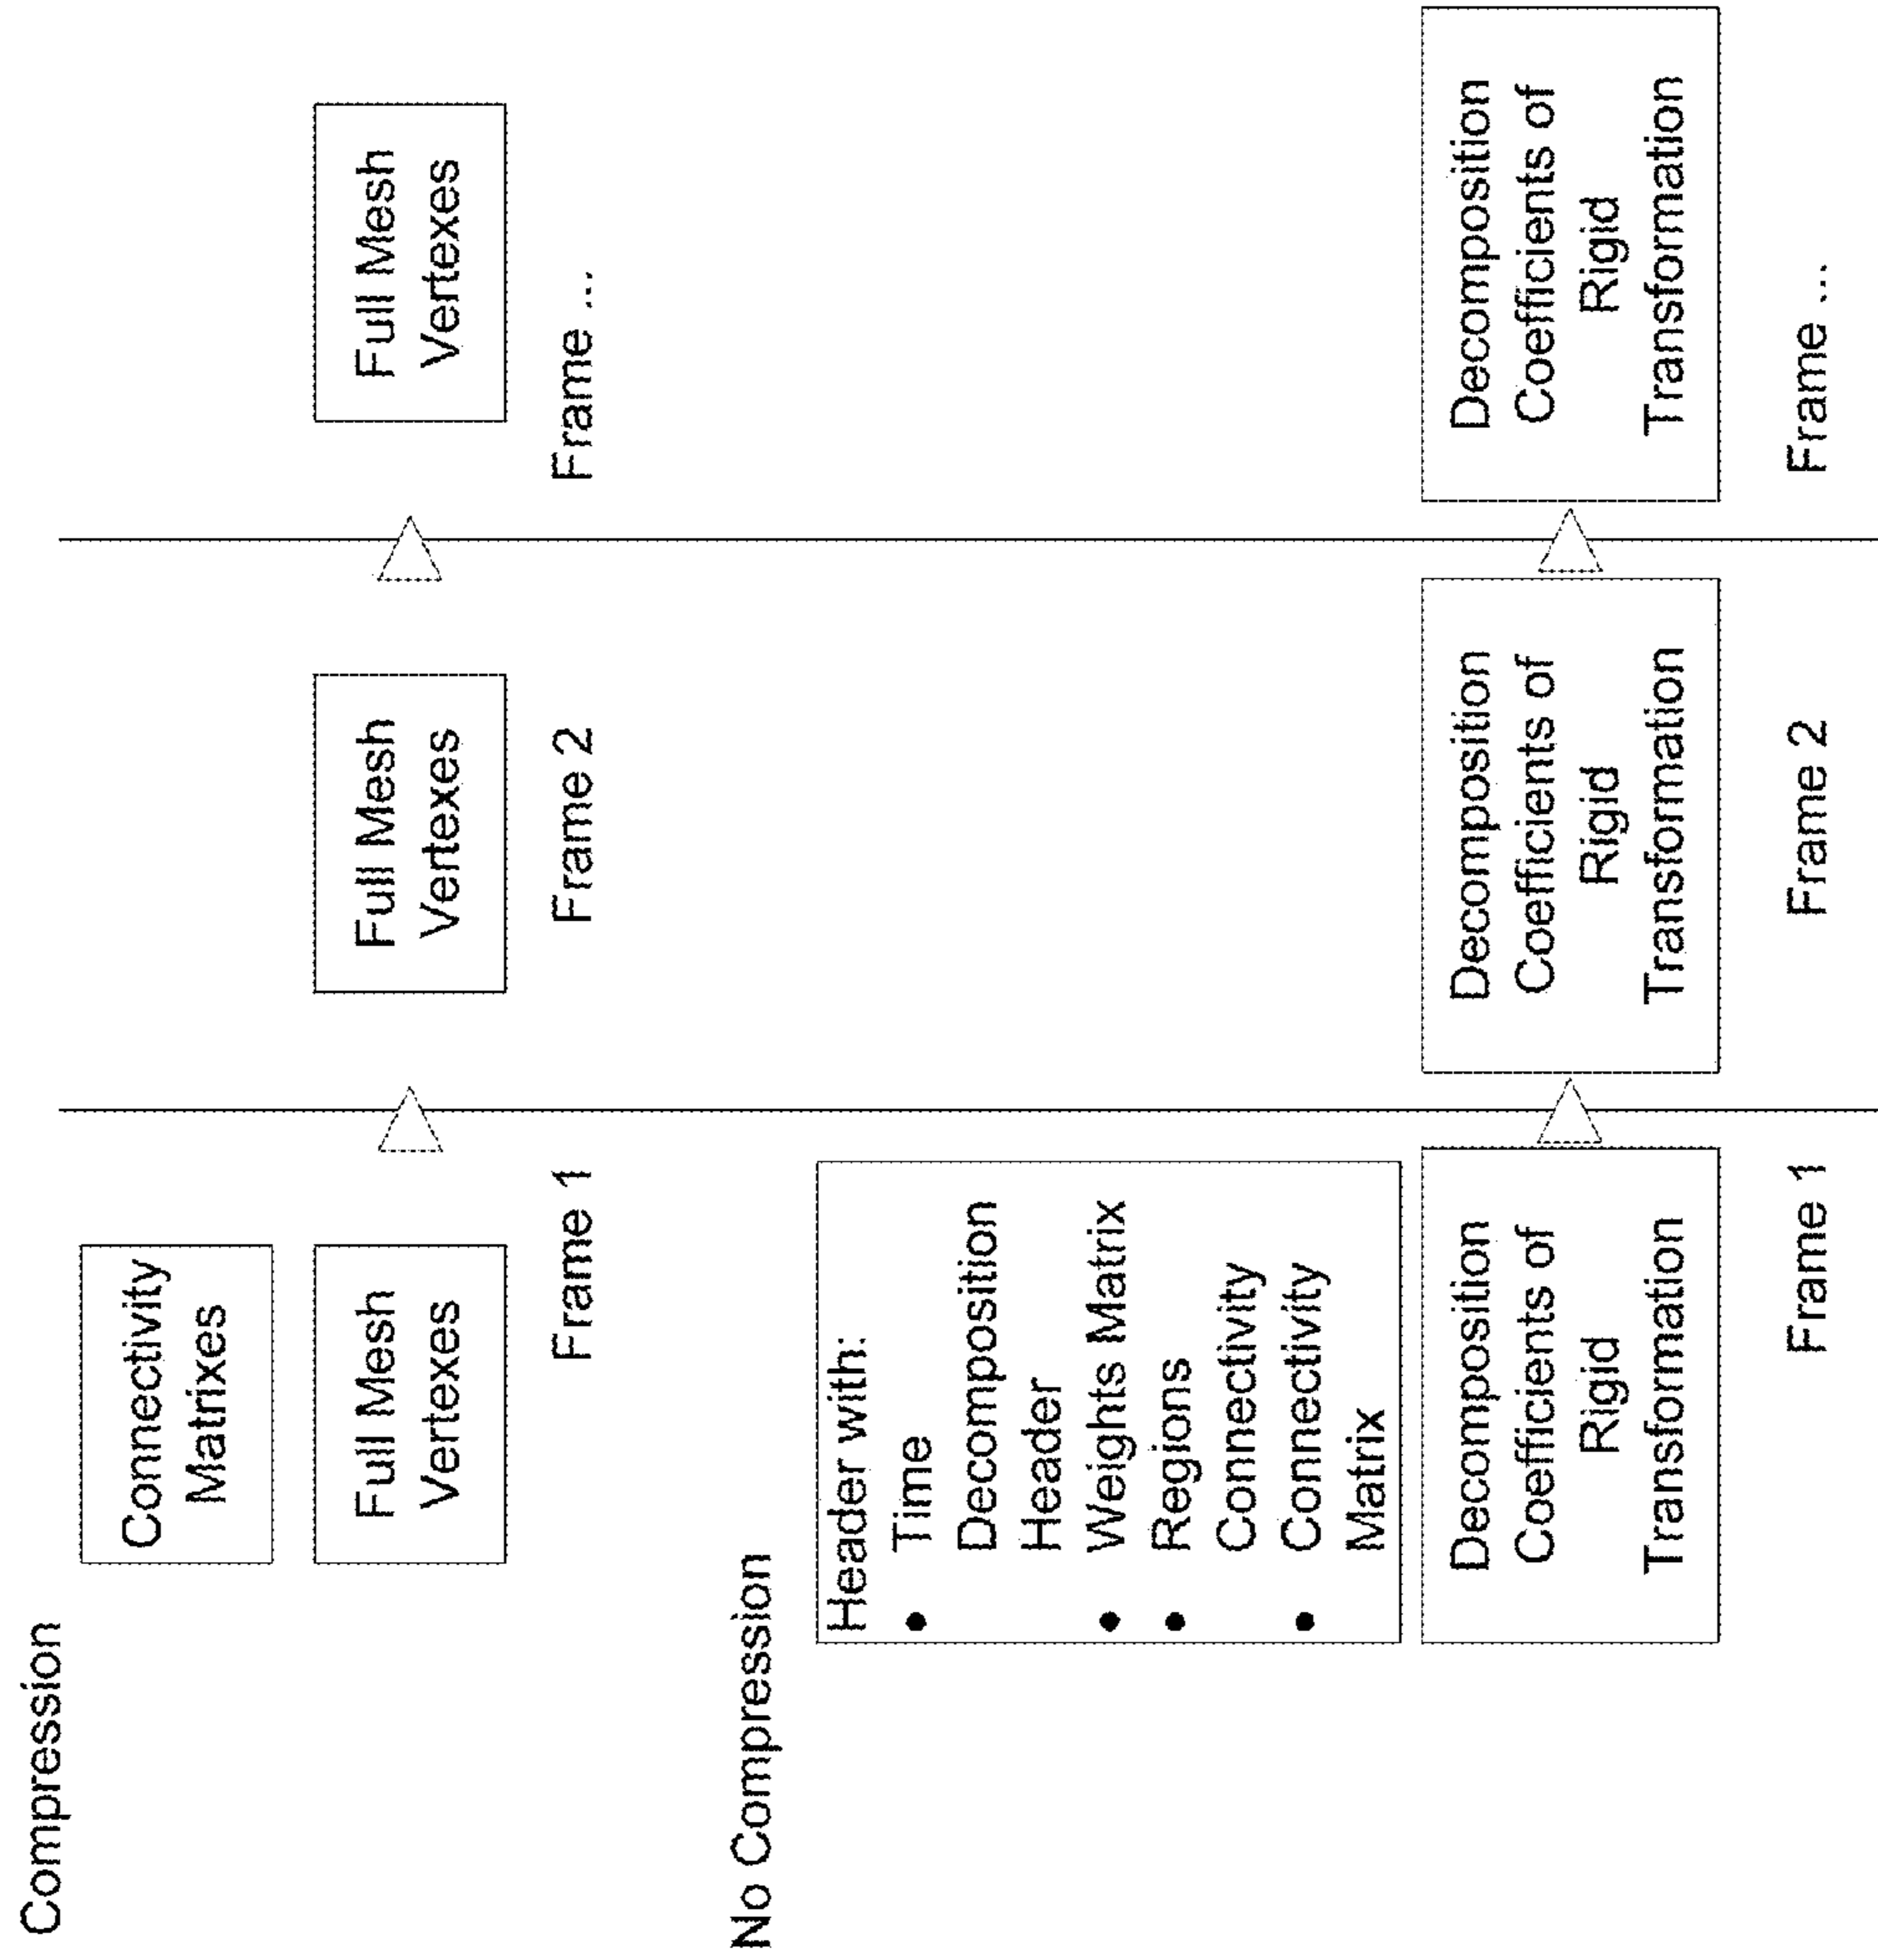 Compression
Connectivity
Matrixes
Full Mesh
Vertexes
Frame 1
Full Mesh
Vertexes
Frame 2
Full Mesh
Vertexes
Frame ...
No Compression
Header with:
• Time
Decomposition
Header
• Weights Matrix
• Regions
Connectivity
• Connectivity
Matrix
Decomposition
Coefficients of
Rigid
Transformation
Frame 1
Decomposition
Coefficients of
Rigid
Transformation
Frame 2
Decomposition
Coefficients of
Rigid
Transformation
Frame ...